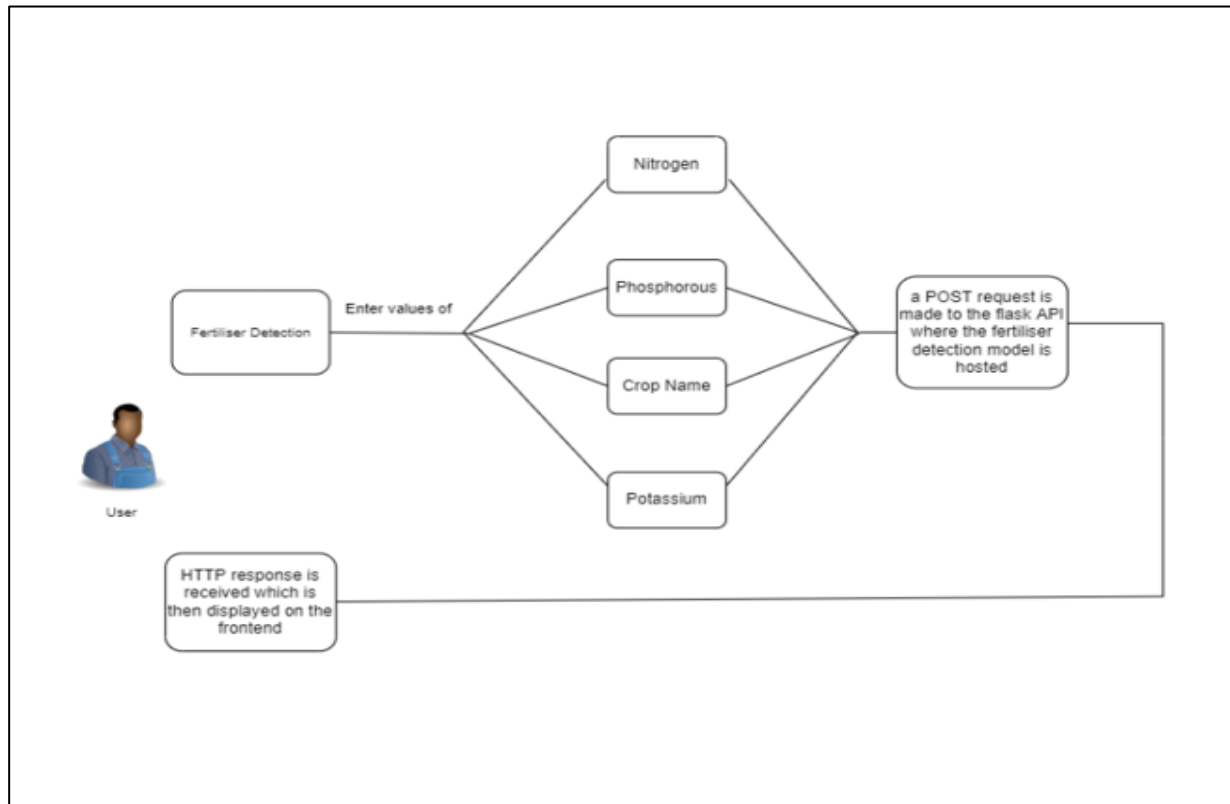 Nitrogen
Phosphorous
Fertiliser Detection
Enter values of
Crop Name
Potassium
a POST request is
made to the flask API
where the fertiliser
detection model is
hosted
User
HTTP response is
received which is
then displayed on the
frontend